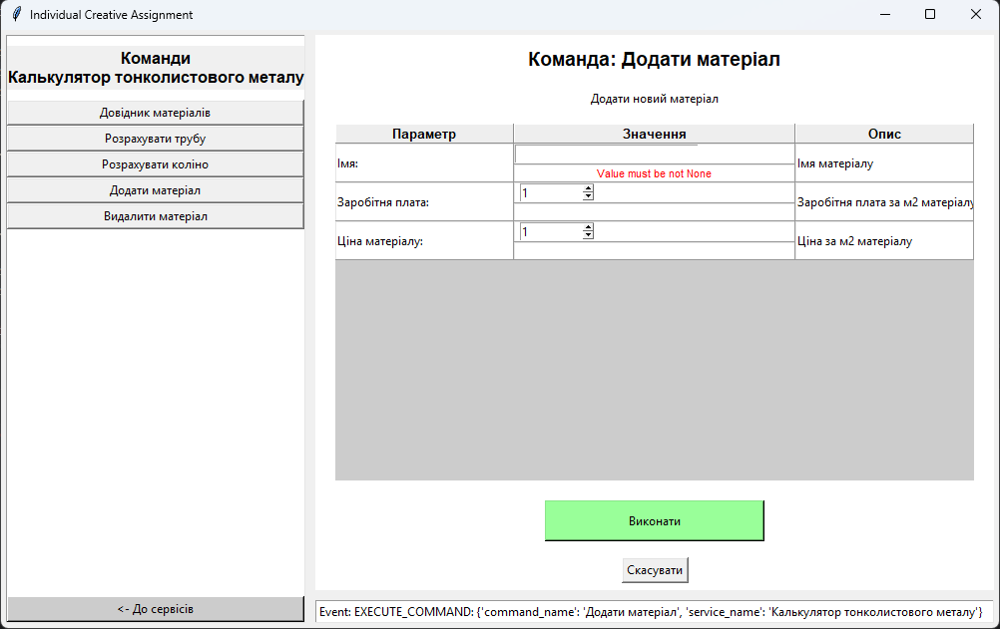 Individual Creative Assignment
Команди
Калькулятор тонколистового металу
Довідник матеріалів
Розрахувати трубу
Розрахувати коліно
Додати матеріал
Видалити матеріал
<- До сервісів
Команда: Додати матеріал
Додати новий матеріал
Параметр Значення Опис
Імя: Імя матеріалу
Value must be not None
Заробітня плата: 1 Заробітня плата за м2 матеріалу
Ціна матеріалу: 1 Ціна за м2 матеріалу
Виконати
Скасувати
Event: EXECUTE_COMMAND: {'command_name': 'Додати матеріал', 'service_name': 'Калькулятор тонколистового металу'}